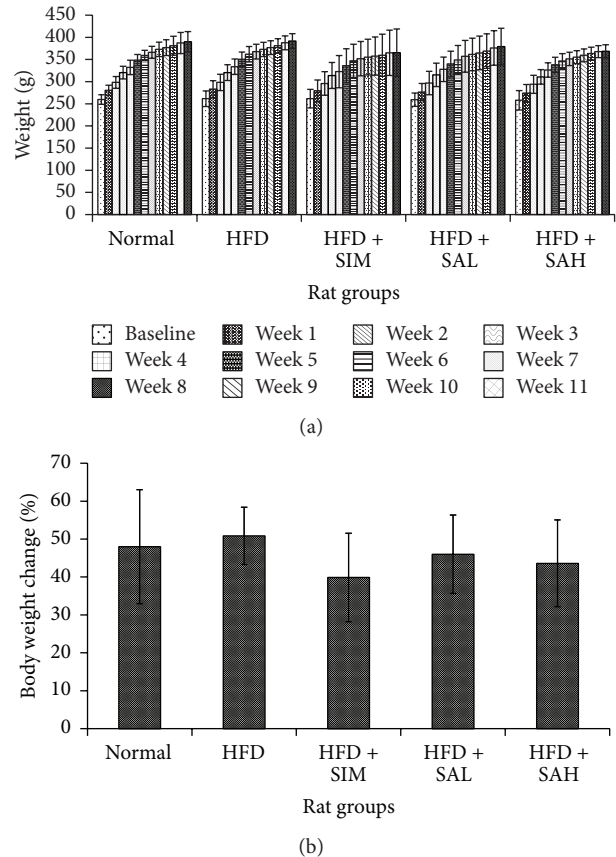 (a)
Weight (g)
450
400
350
300
250
200
150
100
50
0
Normal
HFD
HFD + SIM
HFD + SAL
HFD + SAH
Rat groups
Baseline
Week 1
Week 2
Week 3
Week 4
Week 5
Week 6
Week 7
Week 8
Week 9
Week 10
Week 11
(a)
Body weight change (%)
70
60
50
40
30
20
10
0
Normal
HFD
HFD + SIM
HFD + SAL
HFD + SAH
Rat groups
(b)